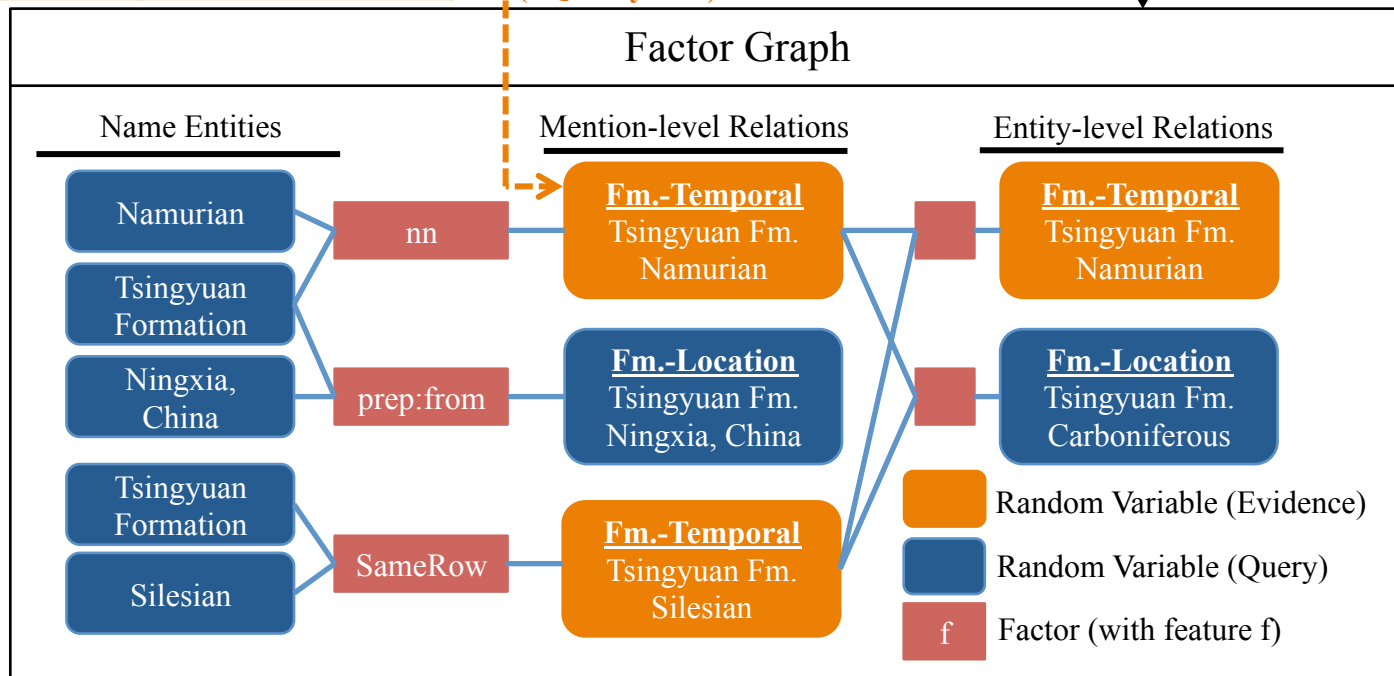 Factor Graph
Name Entities
Mention-level Relations
Entity-level Relations
Namurian
Tsingyuan
Formation
Ningxia,
China
Tsingyuan
Formation
Silesian
nn
prep:from
SameRow
Fm.-Temporal
Tsingyuan Fm.
Namurian
Fm.-Location
Tsingyuan Fm.
Ningxia, China
Fm.-Temporal
Tsingyuan Fm.
Silesian
Fm.-Temporal
Tsingyuan Fm.
Namurian
Fm.-Location
Tsingyuan Fm.
Carboniferous
Random Variable (Evidence)
Random Variable (Query)
f
Factor (with feature f)